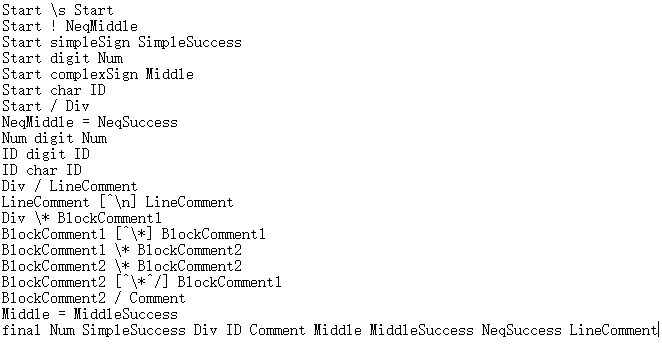 Start \s Start
Start ! NeqMiddle
Start simpleSign SimpleSuccess
Start digit Num
Start complexSign Middle
Start char ID
Start / Div
NeqMiddle = NeqSuccess
Num digit Num
ID digit ID
ID char ID
Div / LineComment
LineComment [^\n] LineComment
Div \* BlockComment1
BlockComment1 [^\*] BlockComment1
BlockComment1 \* BlockComment2
BlockComment2 \* BlockComment2
BlockComment2 [^\*^/] BlockComment1
BlockComment2 / Comment
Middle = MiddleSuccess
final Num SimpleSuccess Div ID Comment Middle MiddleSuccess NeqSuccess LineComment